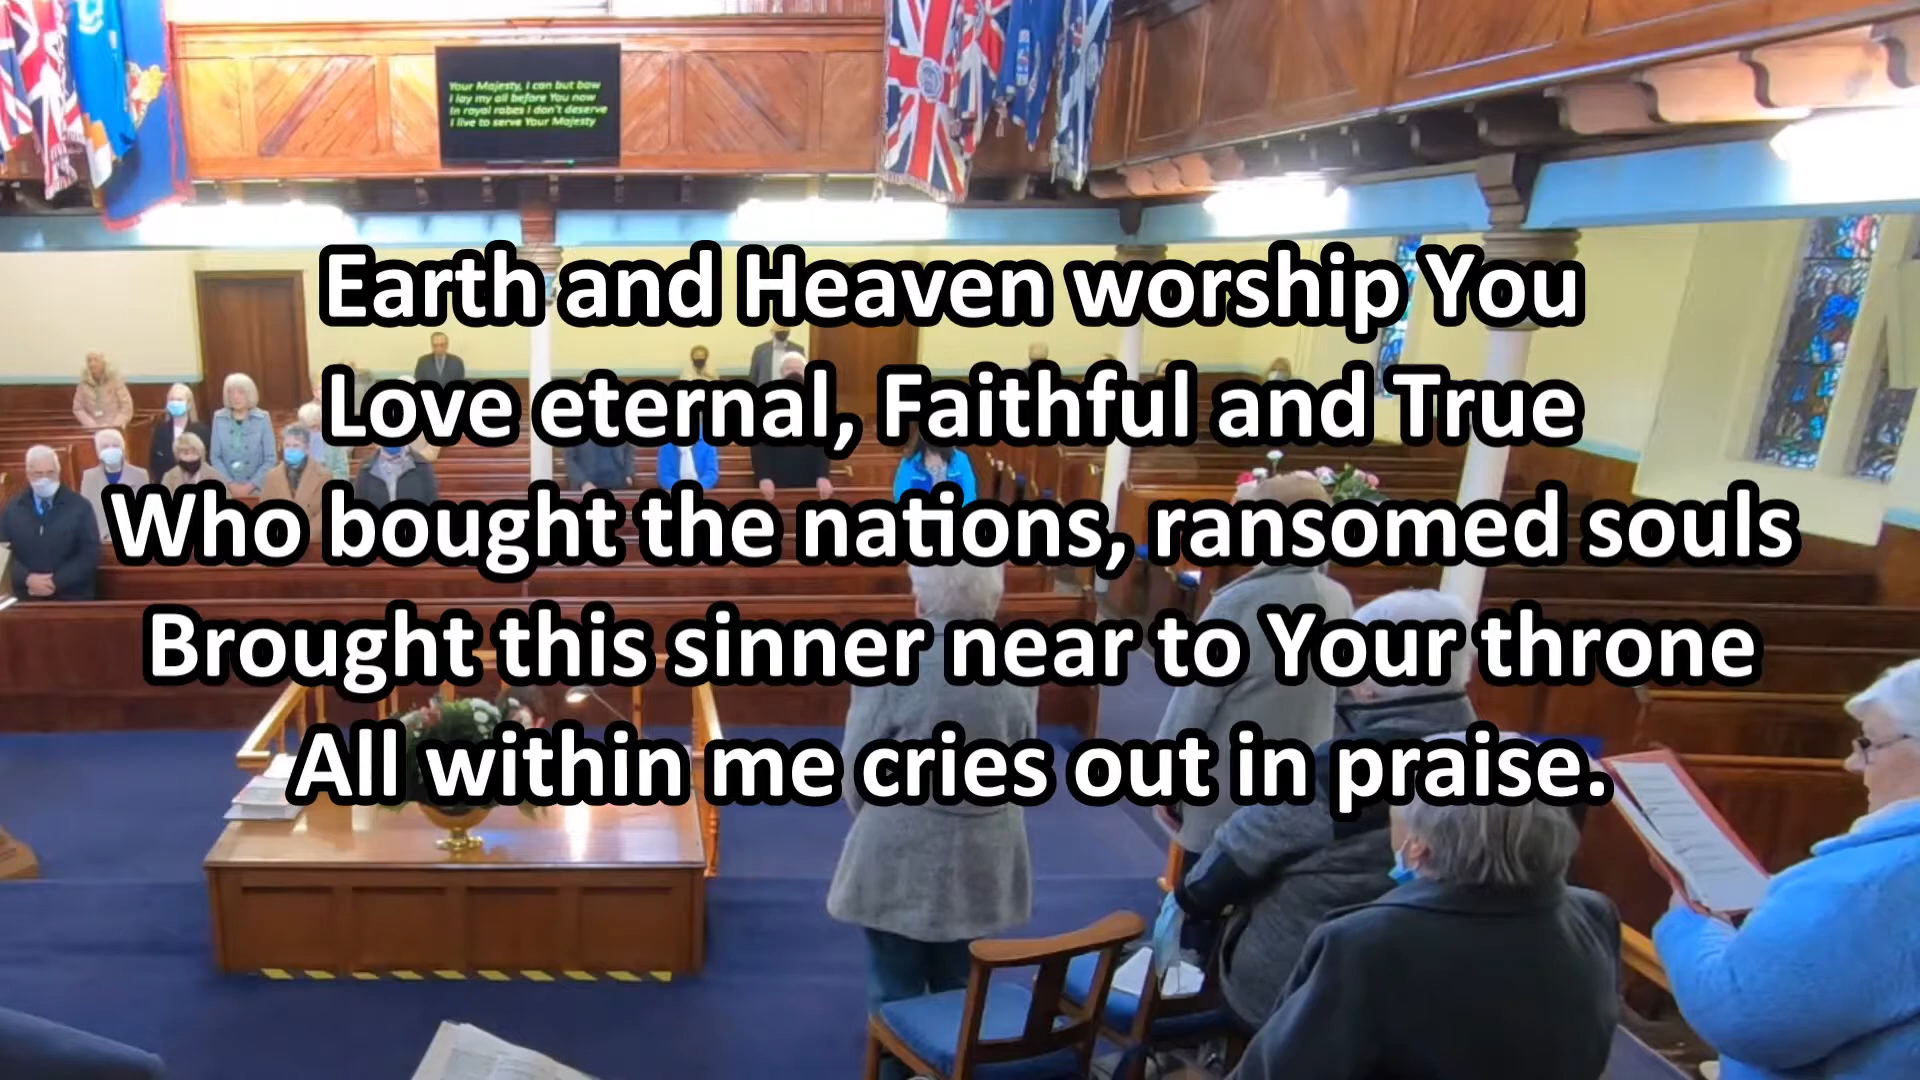 Your Majesty, I can but bow
I lay my all before You now
In royal robes I don't deserve
I live to serve Your Majesty
Earth and Heaven worship You
Love eternal, Faithful and True
Who bought the nations, ransomed souls
Brought this sinner near to Your throne
All within me cries out in praise.